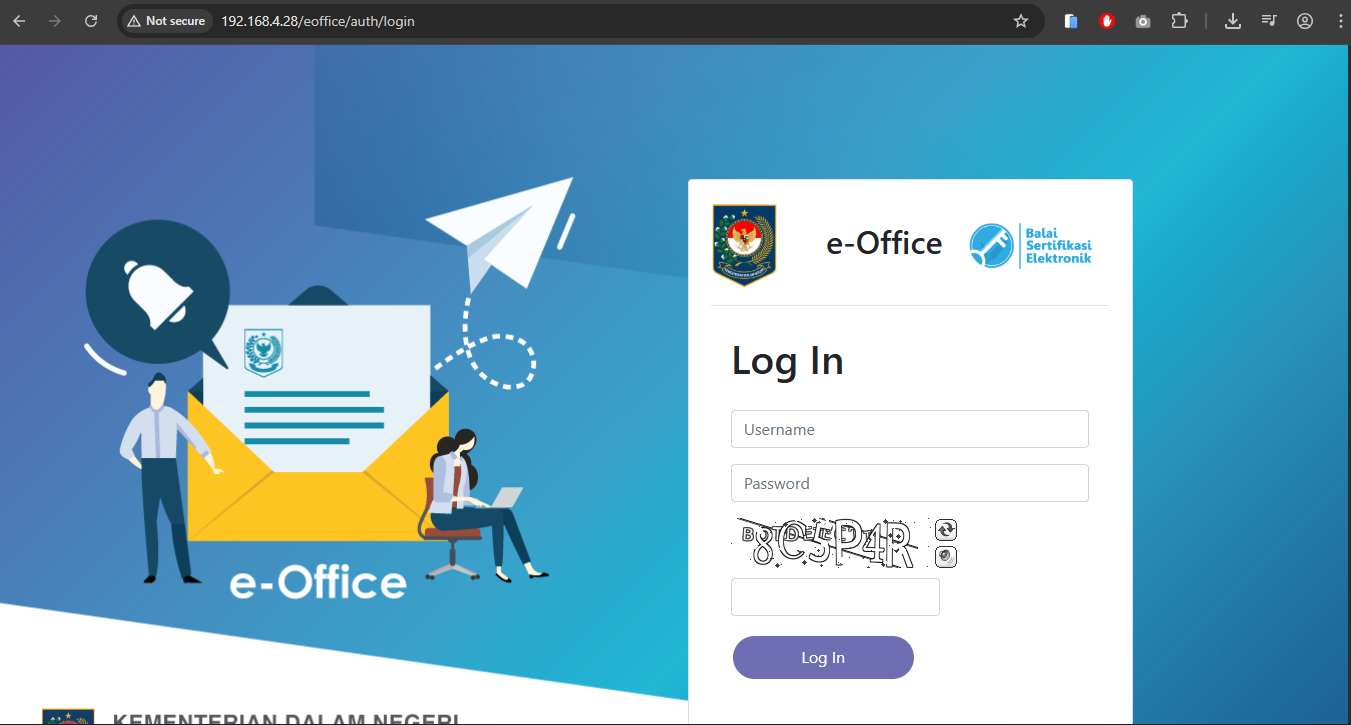 Not secure
192.168.4.28/eoffice/auth/login
e-Office
Balai
Sertifikasi
Elektronik
Log In
Username
Password
8C5P4R
Log In
e-Office
KEMENTERIAN DALAM NEGERI